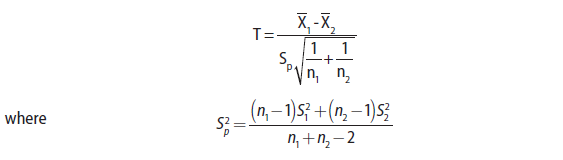 T = (X̄₁ - X̄₂) / (Sₚ √(1/n₁ + 1/n₂))
where
Sₚ² = ((n₁ − 1)S₁² + (n₂ − 1)S₂²) / (n₁ + n₂ − 2)